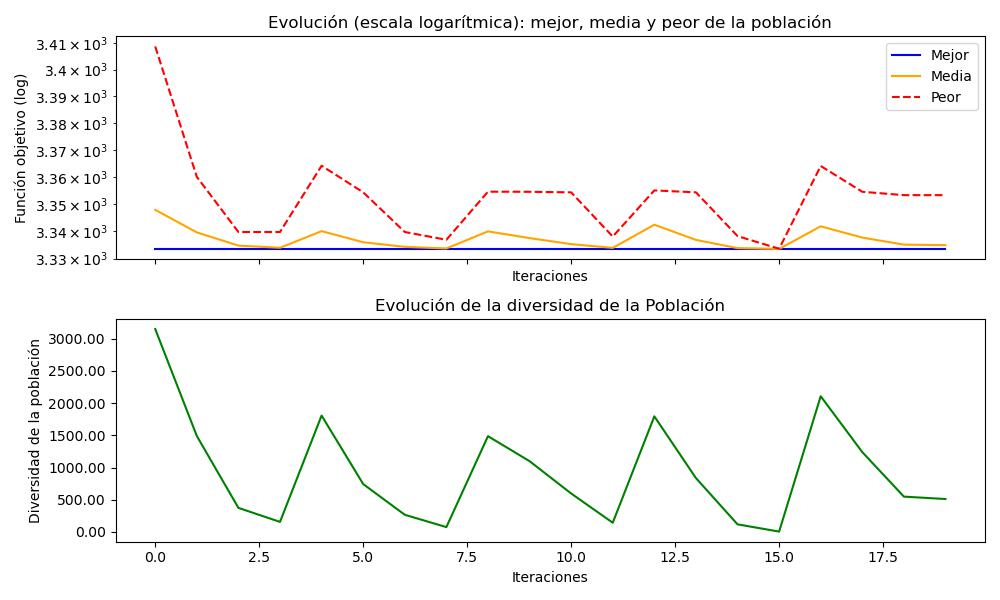 Evolución (escala logarítmica): mejor, media y peor de la población
Función objetivo (log)
3.41 × 10³
3.4 × 10³
3.39 × 10³
3.38 × 10³
3.37 × 10³
3.36 × 10³
3.35 × 10³
3.34 × 10³
3.33 × 10³
Mejor
Media
Peor
Iteraciones
Evolución de la diversidad de la Población
Diversidad de la población
3000.00
2500.00
2000.00
1500.00
1000.00
500.00
0.00
0.0 2.5 5.0 7.5 10.0 12.5 15.0 17.5
Iteraciones